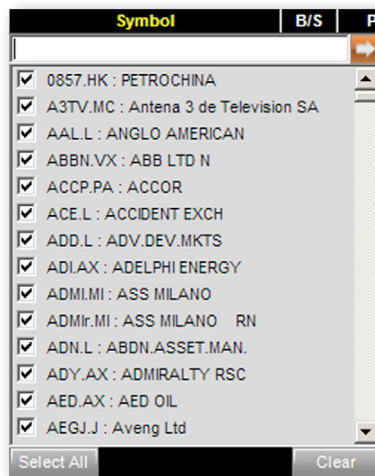 Symbol B/S P
0857.HK : PETROCHINA
A3TV.MC : Antena 3 de Television SA
AAL.L : ANGLO AMERICAN
ABBN.VX : ABB LTD N
ACCP.PA : ACCOR
ACE.L : ACCIDENT EXCH
ADD.L : ADV.DEV.MKTS
ADI.AX : ADELPHI ENERGY
ADMI.MI : ASS MILANO
ADMIr.MI : ASS MILANO RN
ADN.L : ABDN.ASSET.MAN.
ADY.AX : ADMIRALTY RSC
AED.AX : AED OIL
AEGJ.J : Aveng Ltd
Select All Clear